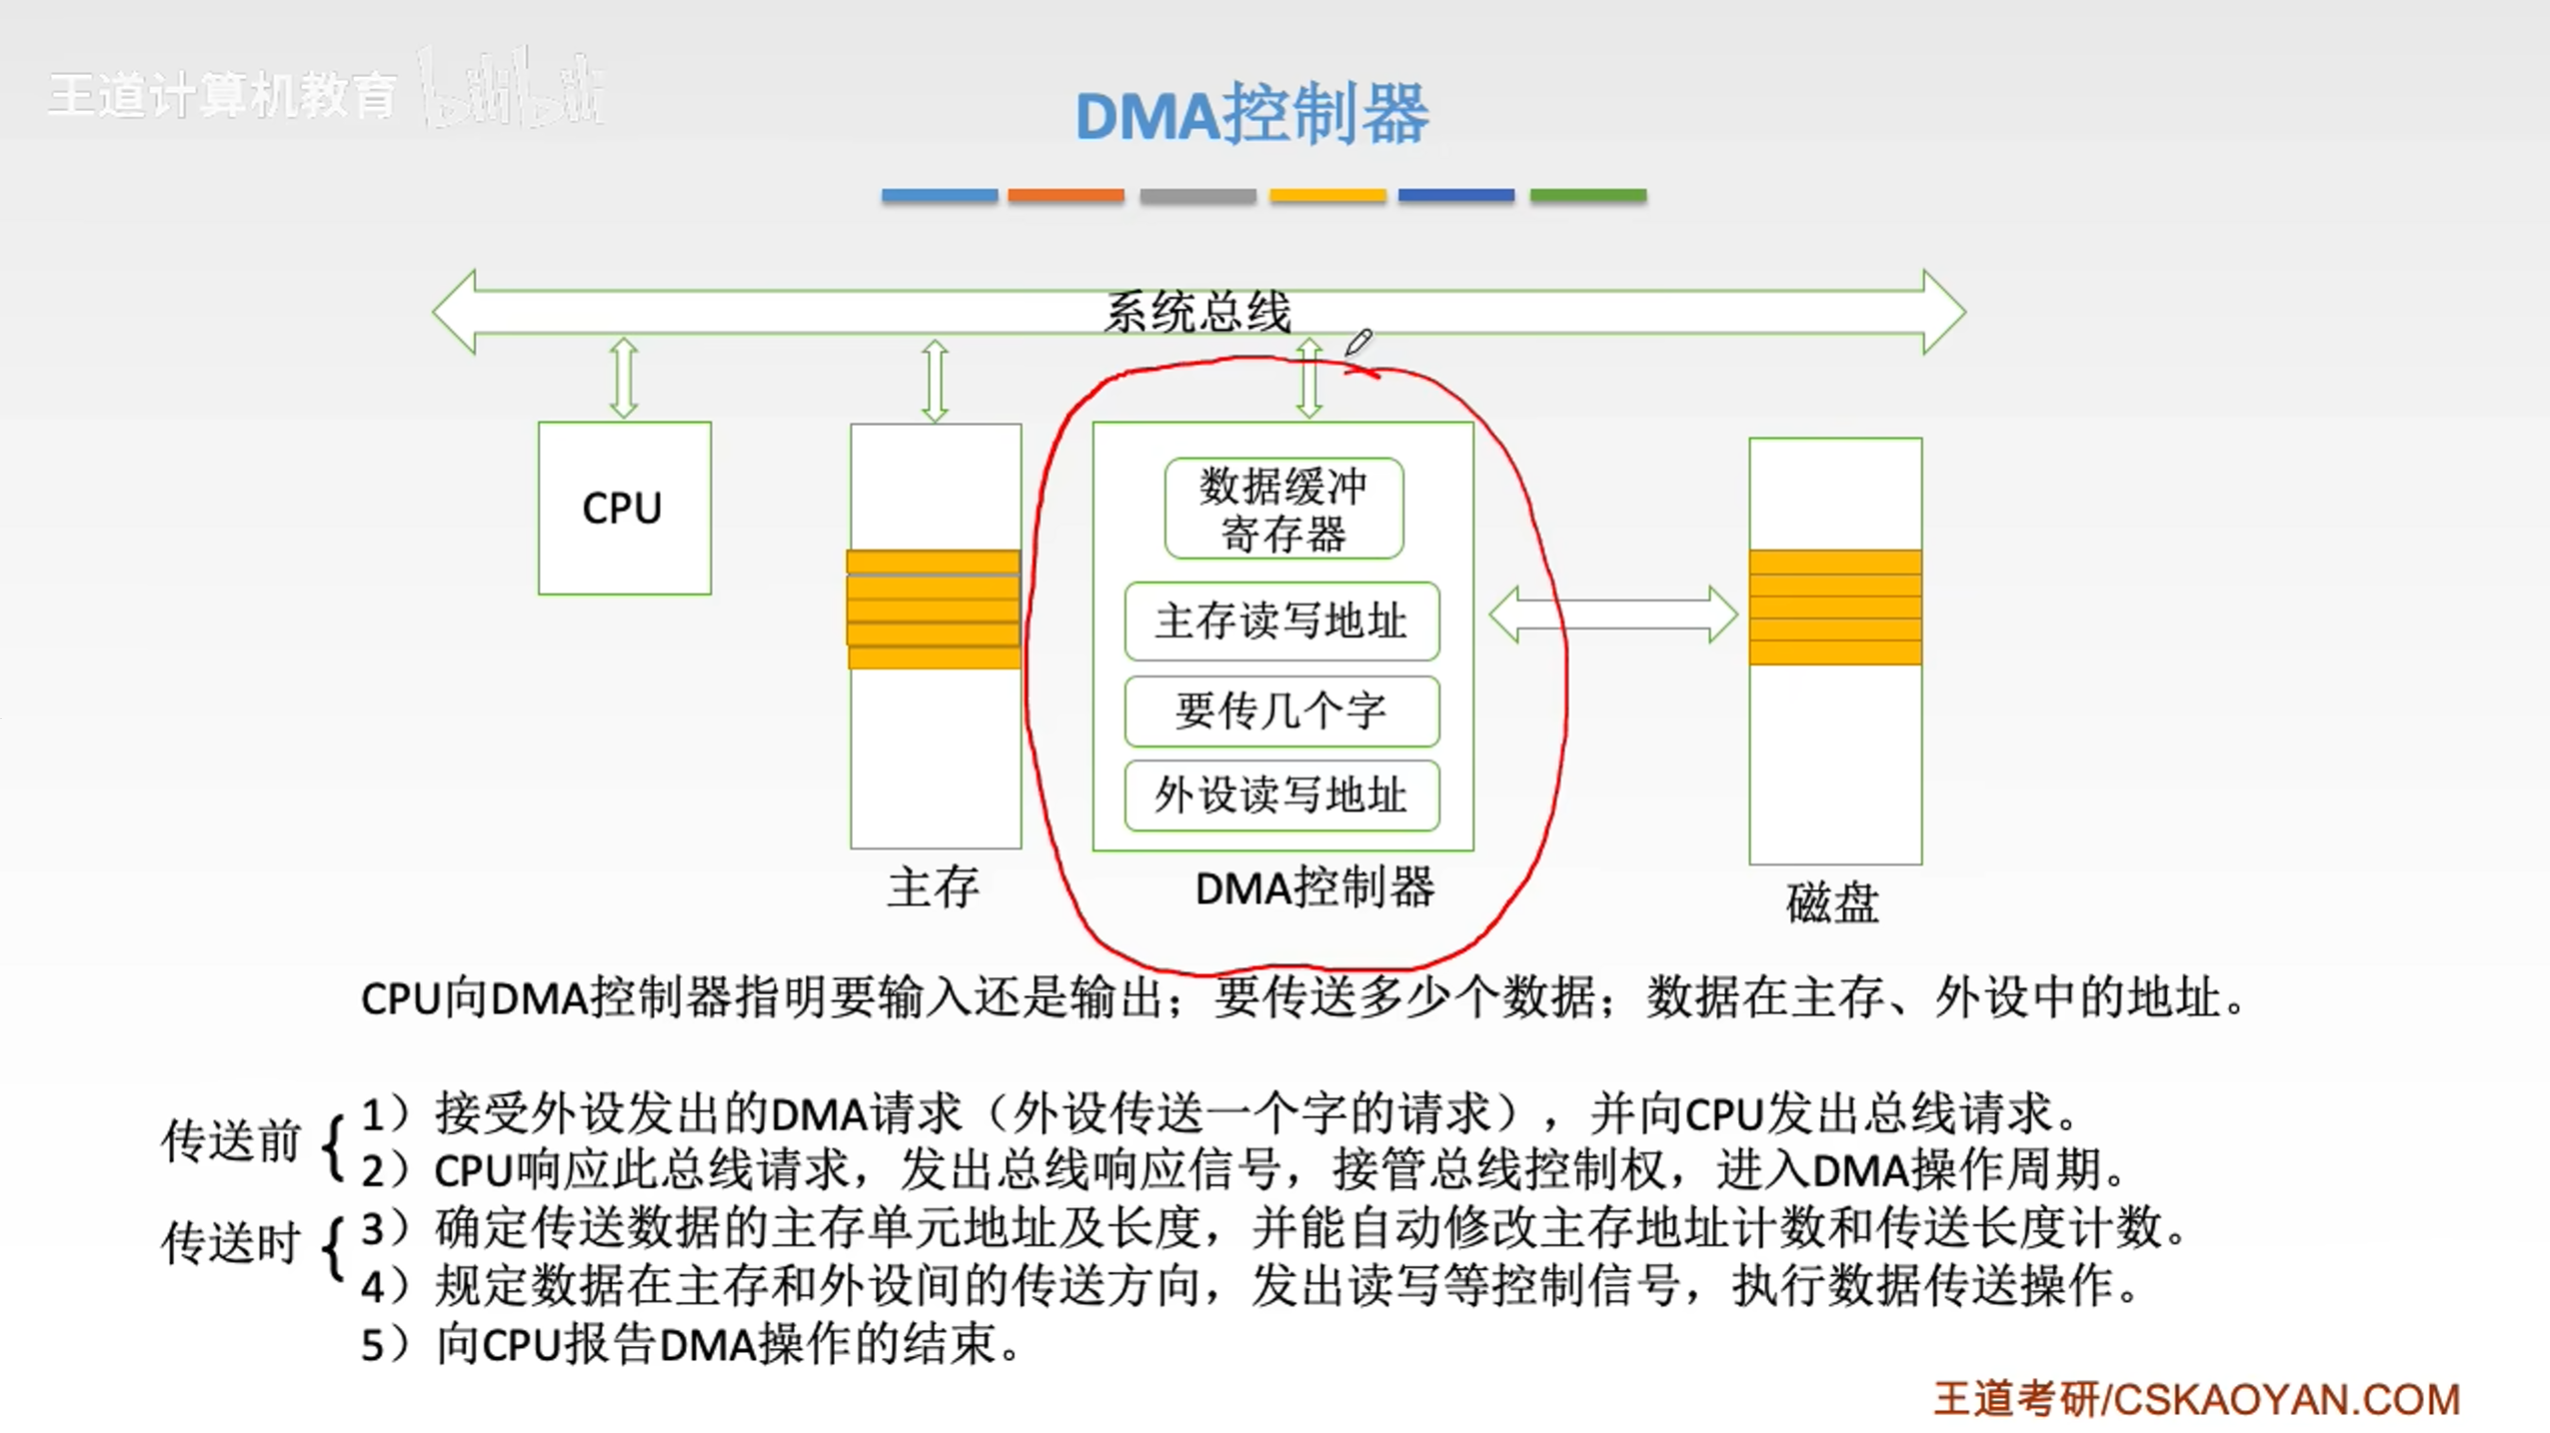 王道计算机教育 bilibili
DMA控制器
系统总线
CPU
数据缓冲
寄存器
主存读写地址
要传几个字
外设读写地址
主存
DMA控制器
磁盘
CPU向DMA控制器指明要输入还是输出；要传送多少个数据；数据在主存、外设中的地址。
传送前
1）接受外设发出的DMA请求（外设传送一个字的请求），并向CPU发出总线请求。
2）CPU响应此总线请求，发出总线响应信号，接管总线控制权，进入DMA操作周期。
传送时
3）确定传送数据的主存单元地址及长度，并能自动修改主存地址计数和传送长度计数。
4）规定数据在主存和外设间的传送方向，发出读写等控制信号，执行数据传送操作。
5）向CPU报告DMA操作的结束。
王道考研/CSKAOYAN.COM